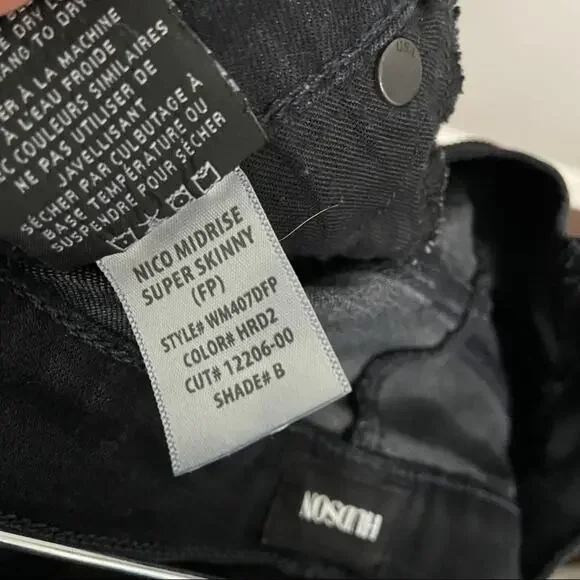 DRY
HANG TO DRY
À LA MACHINE
À L'EAU FROIDE
COULEURS SIMILAIRES
NE PAS UTILISER DE
JAVELLISANT
SÉCHER PAR CULBUTAGE À
BASE TEMPÉRATURE OU
SUSPENDRE POUR SÉCHER
NICO MIDRISE
SUPER SKINNY
(FP)
STYLE# WM407DFP
COLOR# HRD2
CUT# 12206-00
SHADE# B
U.S.A
HUDSON